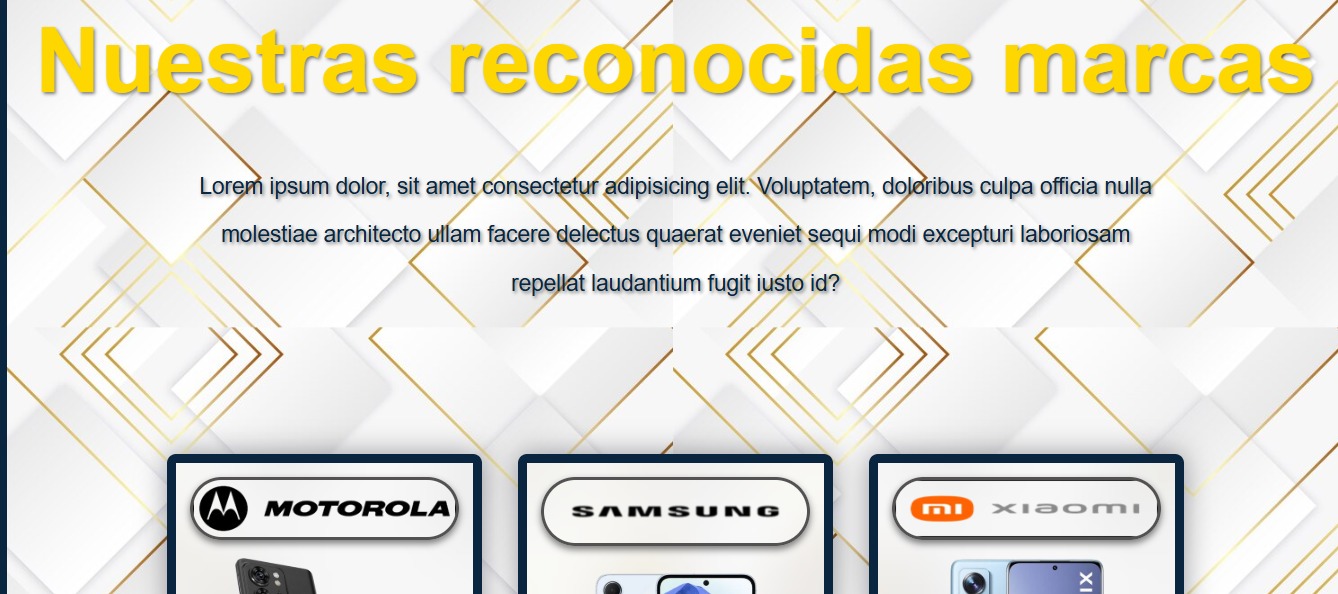 Nuestras reconocidas marcas
Lorem ipsum dolor, sit amet consectetur adipisicing elit. Voluptatem, doloribus culpa officia nulla
molestiae architecto ullam facere delectus quaerat eveniet sequi modi excepturi laboriosam
repellat laudantium fugit iusto id?
MOTOROLA
SAMSUNG
mi xiaomi